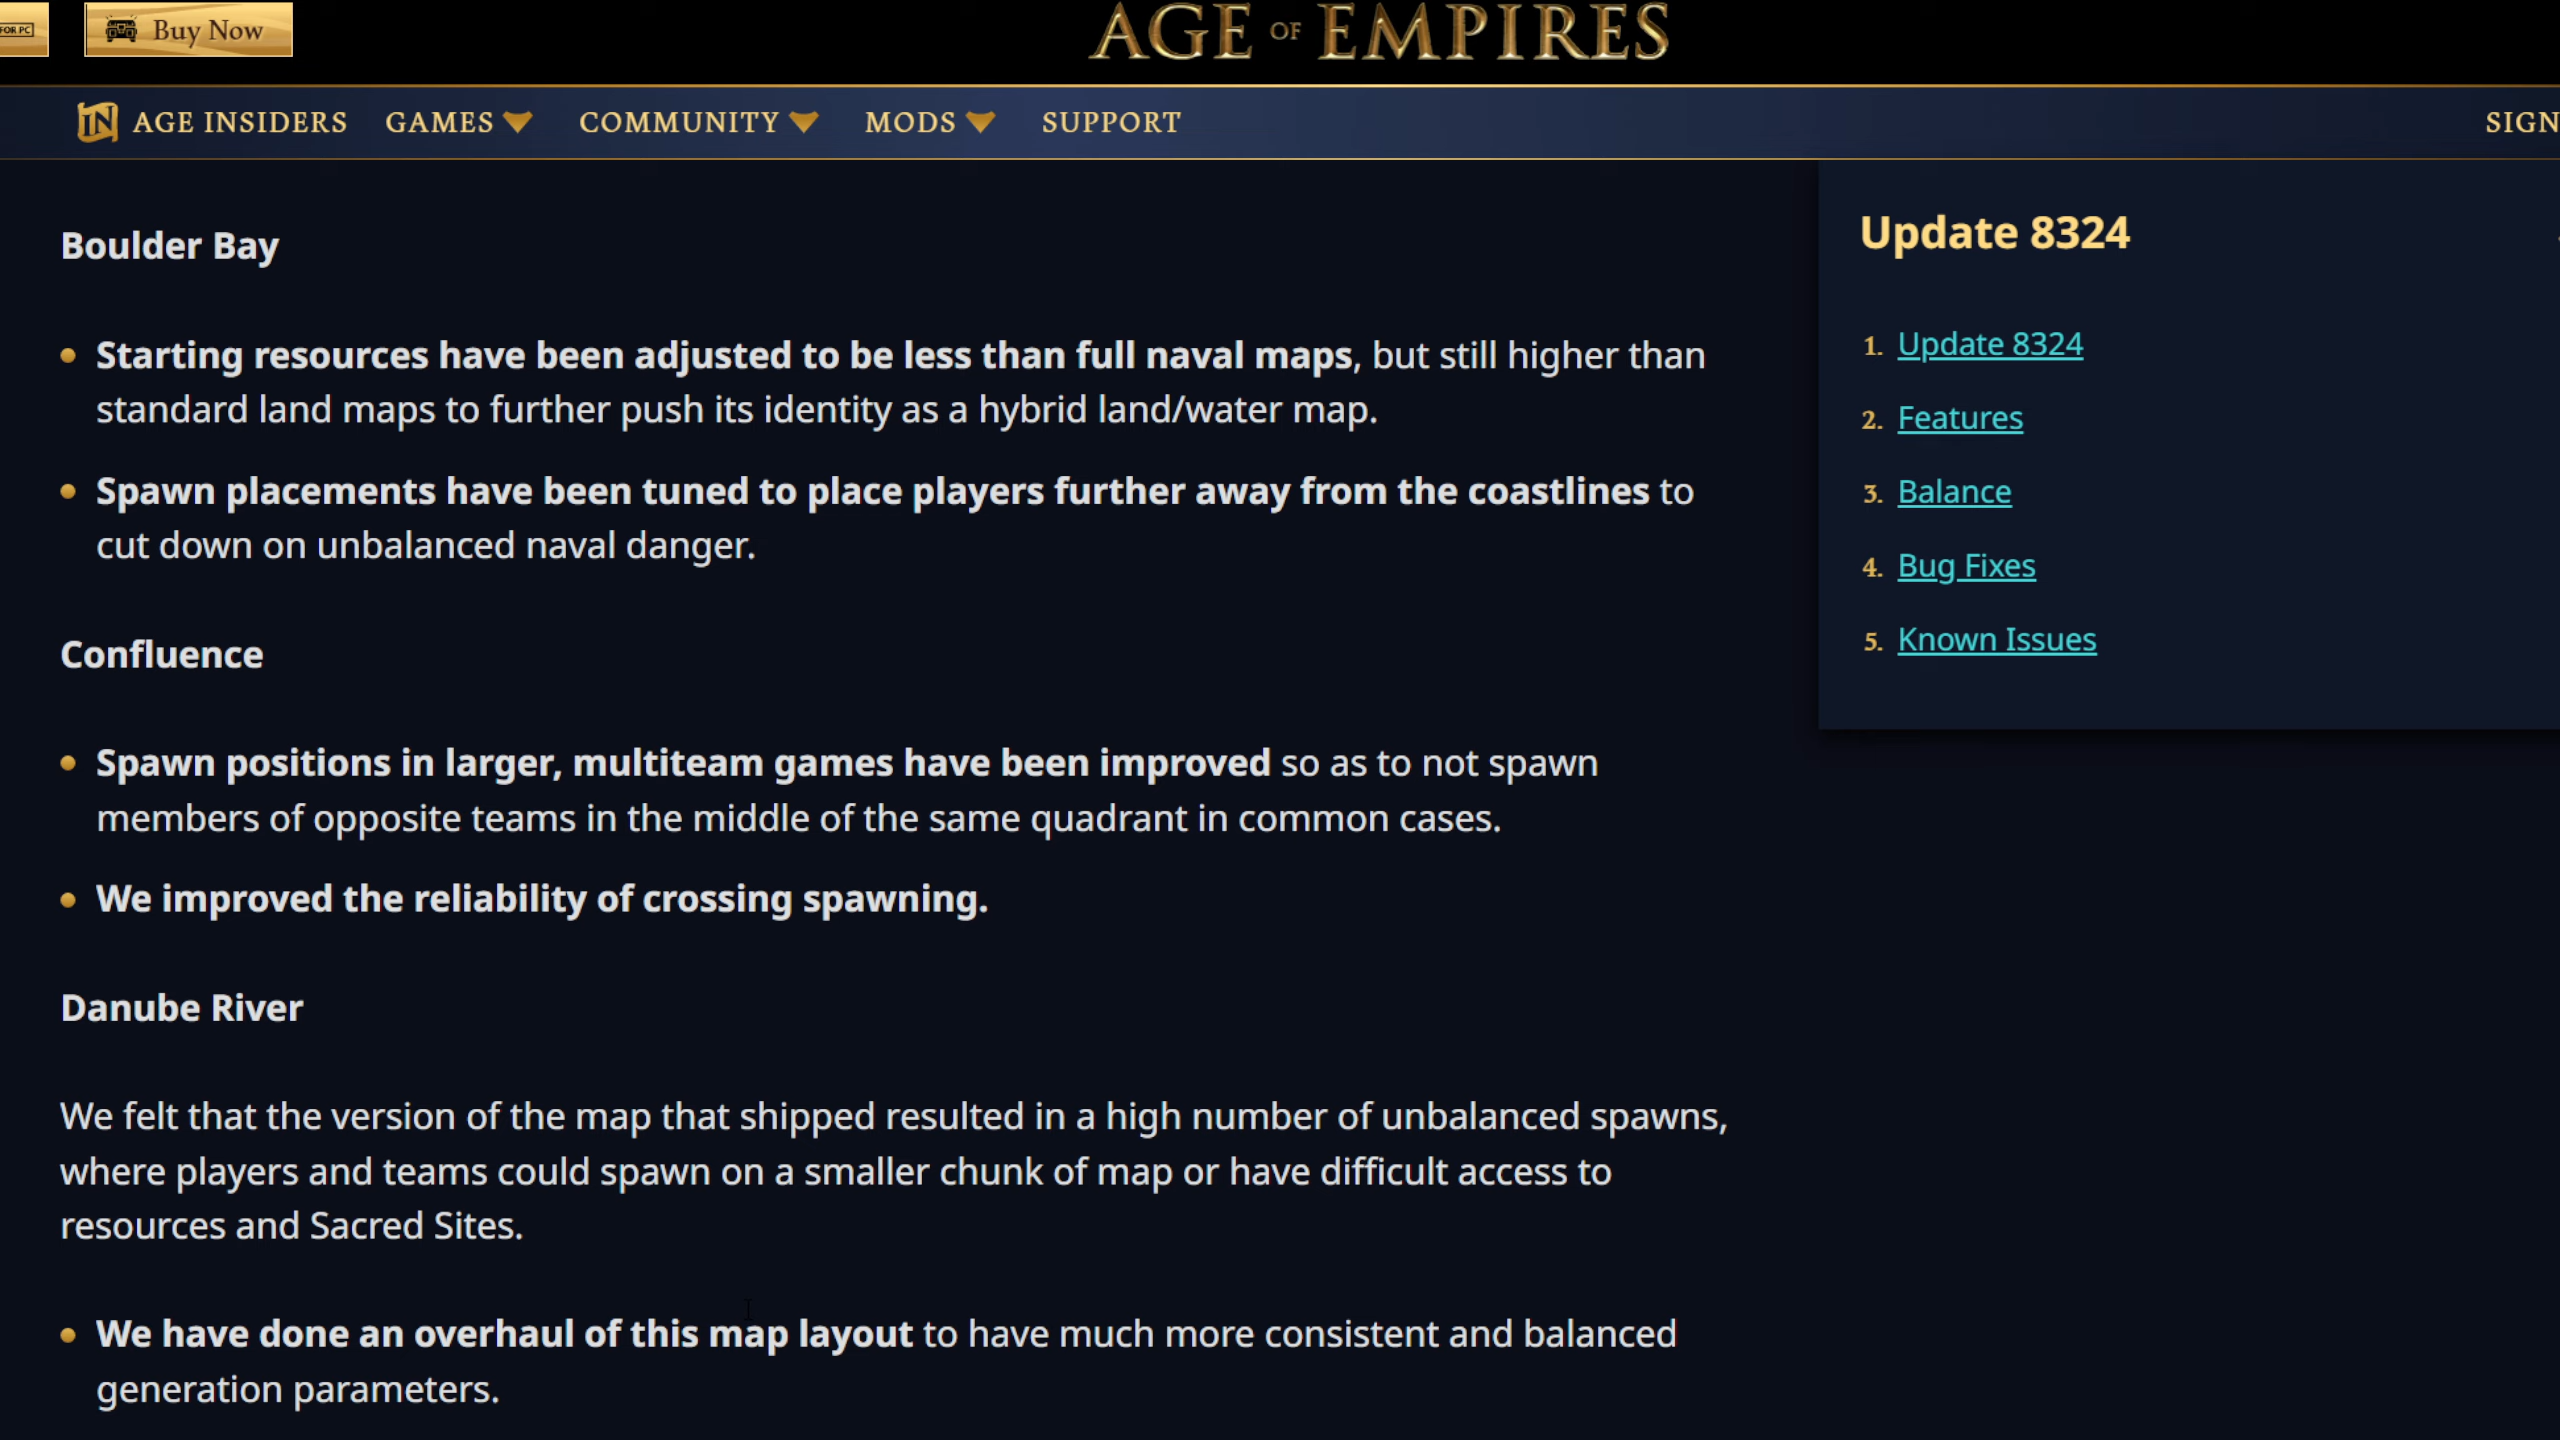 FOR PC
Buy Now
AGE OF EMPIRES
IN AGE INSIDERS GAMES COMMUNITY MODS SUPPORT SIGN
Boulder Bay
Starting resources have been adjusted to be less than full naval maps, but still higher than
standard land maps to further push its identity as a hybrid land/water map.
Spawn placements have been tuned to place players further away from the coastlines to
cut down on unbalanced naval danger.
Confluence
Spawn positions in larger, multiteam games have been improved so as to not spawn
members of opposite teams in the middle of the same quadrant in common cases.
We improved the reliability of crossing spawning.
Danube River
We felt that the version of the map that shipped resulted in a high number of unbalanced spawns,
where players and teams could spawn on a smaller chunk of map or have difficult access to
resources and Sacred Sites.
We have done an overhaul of this map layout to have much more consistent and balanced
generation parameters.
Update 8324
1. Update 8324
2. Features
3. Balance
4. Bug Fixes
5. Known Issues